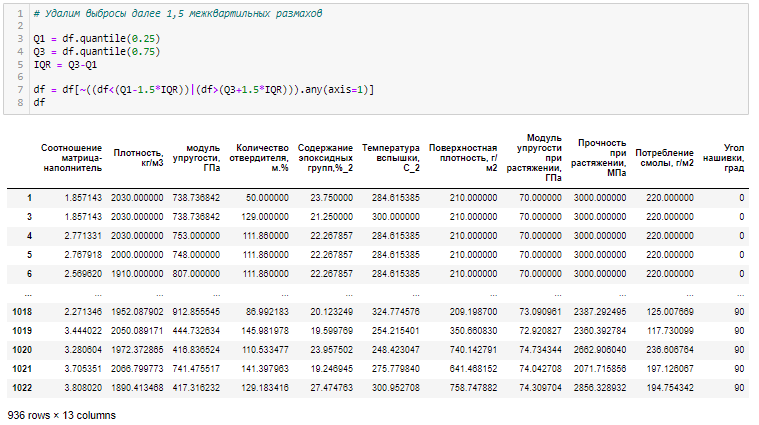 1 # Удалим выбросы далее 1,5 межквартильных размахов
2
3 Q1 = df.quantile(0.25)
4 Q3 = df.quantile(0.75)
5 IQR = Q3-Q1
6
7 df = df[~((df<(Q1-1.5*IQR))|(df>(Q3+1.5*IQR))).any(axis=1)]
8 df
Соотношение матрица-наполнитель Плотность, кг/м3 модуль упругости, ГПа Количество отвердителя, м.% Содержание эпоксидных групп,%_2 Температура вспышки, С_2 Поверхностная плотность, г/м2 Модуль упругости при растяжении, ГПа Прочность при растяжении, МПа Потребление смолы, г/м2 Угол нашивки, град
1 1.857143 2030.000000 738.736842 50.000000 23.750000 284.615385 210.000000 70.000000 3000.000000 220.000000 0
3 1.857143 2030.000000 738.736842 129.000000 21.250000 300.000000 210.000000 70.000000 3000.000000 220.000000 0
4 2.771331 2030.000000 753.000000 111.860000 22.267857 284.615385 210.000000 70.000000 3000.000000 220.000000 0
5 2.767918 2000.000000 748.000000 111.860000 22.267857 284.615385 210.000000 70.000000 3000.000000 220.000000 0
6 2.569620 1910.000000 807.000000 111.860000 22.267857 284.615385 210.000000 70.000000 3000.000000 220.000000 0
... ... ... ... ... ... ... ... ... ... ... ...
1018 2.271346 1952.087902 912.855545 86.992183 20.123249 324.774576 209.198700 73.090961 2387.292495 125.007669 90
1019 3.444022 2050.089171 444.732634 145.981978 19.599769 254.215401 350.660830 72.920827 2360.392784 117.730099 90
1020 3.280604 1972.372865 416.836524 110.533477 23.957502 248.423047 740.142791 74.734344 2662.906040 236.606764 90
1021 3.705351 2066.799773 741.475517 141.397963 19.246945 275.779840 641.468152 74.042708 2071.715856 197.126067 90
1022 3.808020 1890.413468 417.316232 129.183416 27.474763 300.952708 758.747882 74.309704 2856.328932 194.754342 90
936 rows × 13 columns